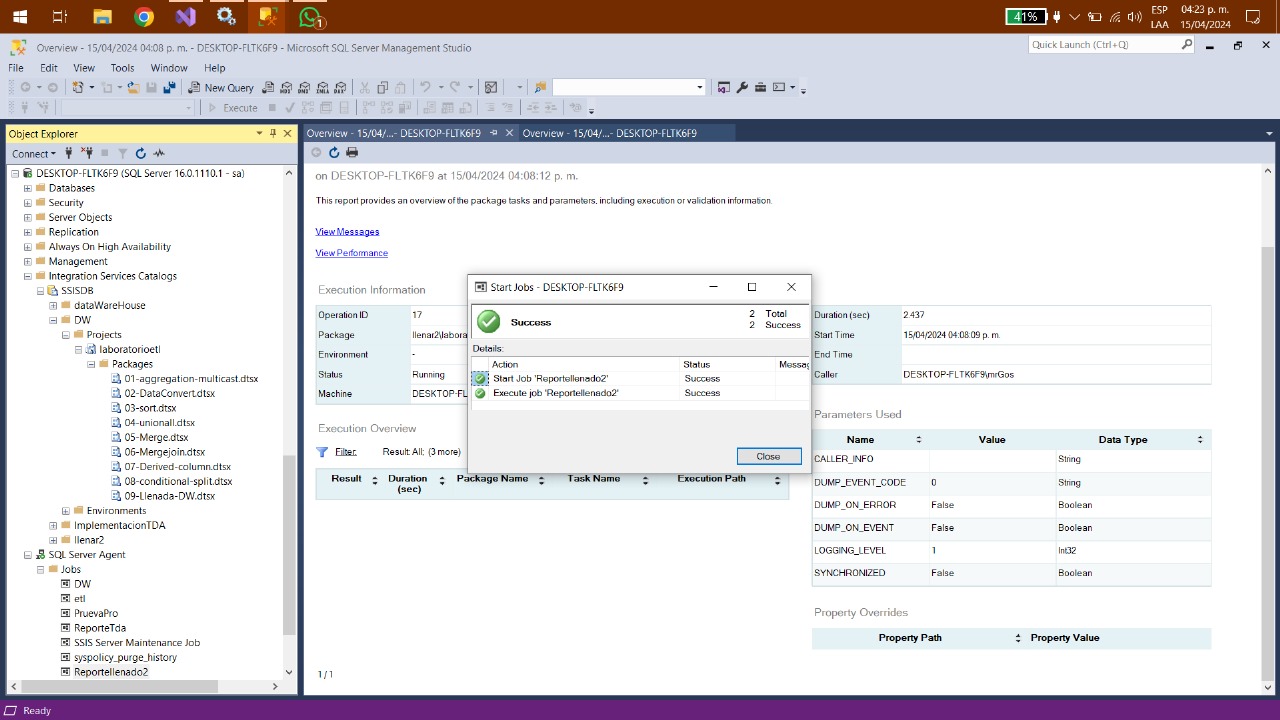 41%
ESP
LAA
04:23 p. m.
15/04/2024
1
Overview - 15/04/2024 04:08 p. m. - DESKTOP-FLTK6F9 - Microsoft SQL Server Management Studio
Quick Launch (Ctrl+Q)
File Edit View Tools Window Help
New Query
MDX DMX XMLA DAX
Execute
Object Explorer
Overview - 15/04/...- DESKTOP-FLTK6F9
Overview - 15/04/...- DESKTOP-FLTK6F9
Connect
DESKTOP-FLTK6F9 (SQL Server 16.0.1110.1 - sa)
Databases
Security
Server Objects
Replication
Always On High Availability
Management
Integration Services Catalogs
SSISDB
dataWareHouse
DW
Projects
laboratorioetl
Packages
01-aggregation-multicast.dtsx
02-DataConvert.dtsx
03-sort.dtsx
04-unionall.dtsx
05-Merge.dtsx
06-Mergejoin.dtsx
07-Derived-column.dtsx
08-conditional-split.dtsx
09-Llenada-DW.dtsx
Environments
ImplementacionTDA
llenar2
SQL Server Agent
Jobs
DW
etl
PruevaPro
ReporteTda
SSIS Server Maintenance Job
syspolicy_purge_history
Reportellenado2
on DESKTOP-FLTK6F9 at 15/04/2024 04:08:12 p. m.
This report provides an overview of the package tasks and parameters, including execution or validation information.
View Messages
View Performance
Execution Information
Operation ID 17
Package llenar2\labora
Environment -
Status Running
Machine DESKTOP-FL
Duration (sec) 2.437
Start Time 15/04/2024 04:08:09 p. m.
End Time
Caller DESKTOP-FLTK6F9\mrGos
Execution Overview
Filter: Result: All; (3 more)
Result Duration (sec) Package Name Task Name Execution Path
Parameters Used
Name Value Data Type
CALLER_INFO String
DUMP_EVENT_CODE 0 String
DUMP_ON_ERROR False Boolean
DUMP_ON_EVENT False Boolean
LOGGING_LEVEL 1 Int32
SYNCHRONIZED False Boolean
Property Overrides
Property Path Property Value
1 / 1
Start Jobs - DESKTOP-FLTK6F9
Success
2 Total
2 Success
Details:
Action Status Messag
Start Job 'Reportellenado2' Success
Execute job 'Reportellenado2' Success
Close
Ready